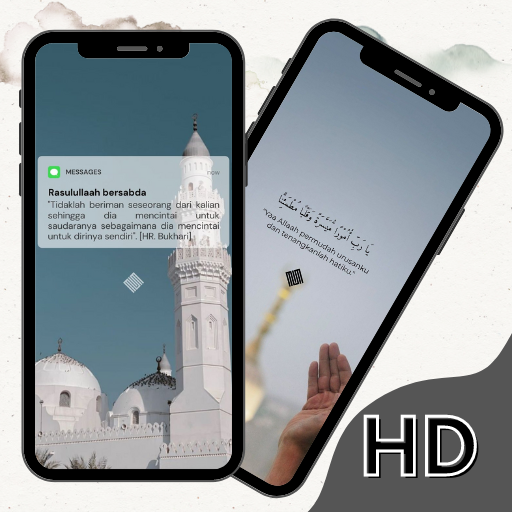 MESSAGES
now
Rasulullaah bersabda
"Tidaklah beriman seseorang dari kalian
sehingga dia mencintai untuk
saudaranya sebagaimana dia mencintai
untuk dirinya sendiri". [HR. Bukhari]
يَا رَبِّ أُمُوْرًا مُيَسَّرَةً وَقَلْبًا مُطْمَئِنًّا
"Yaa Allaah permudah urusanku
dan tenangkanlah hatiku."
HD